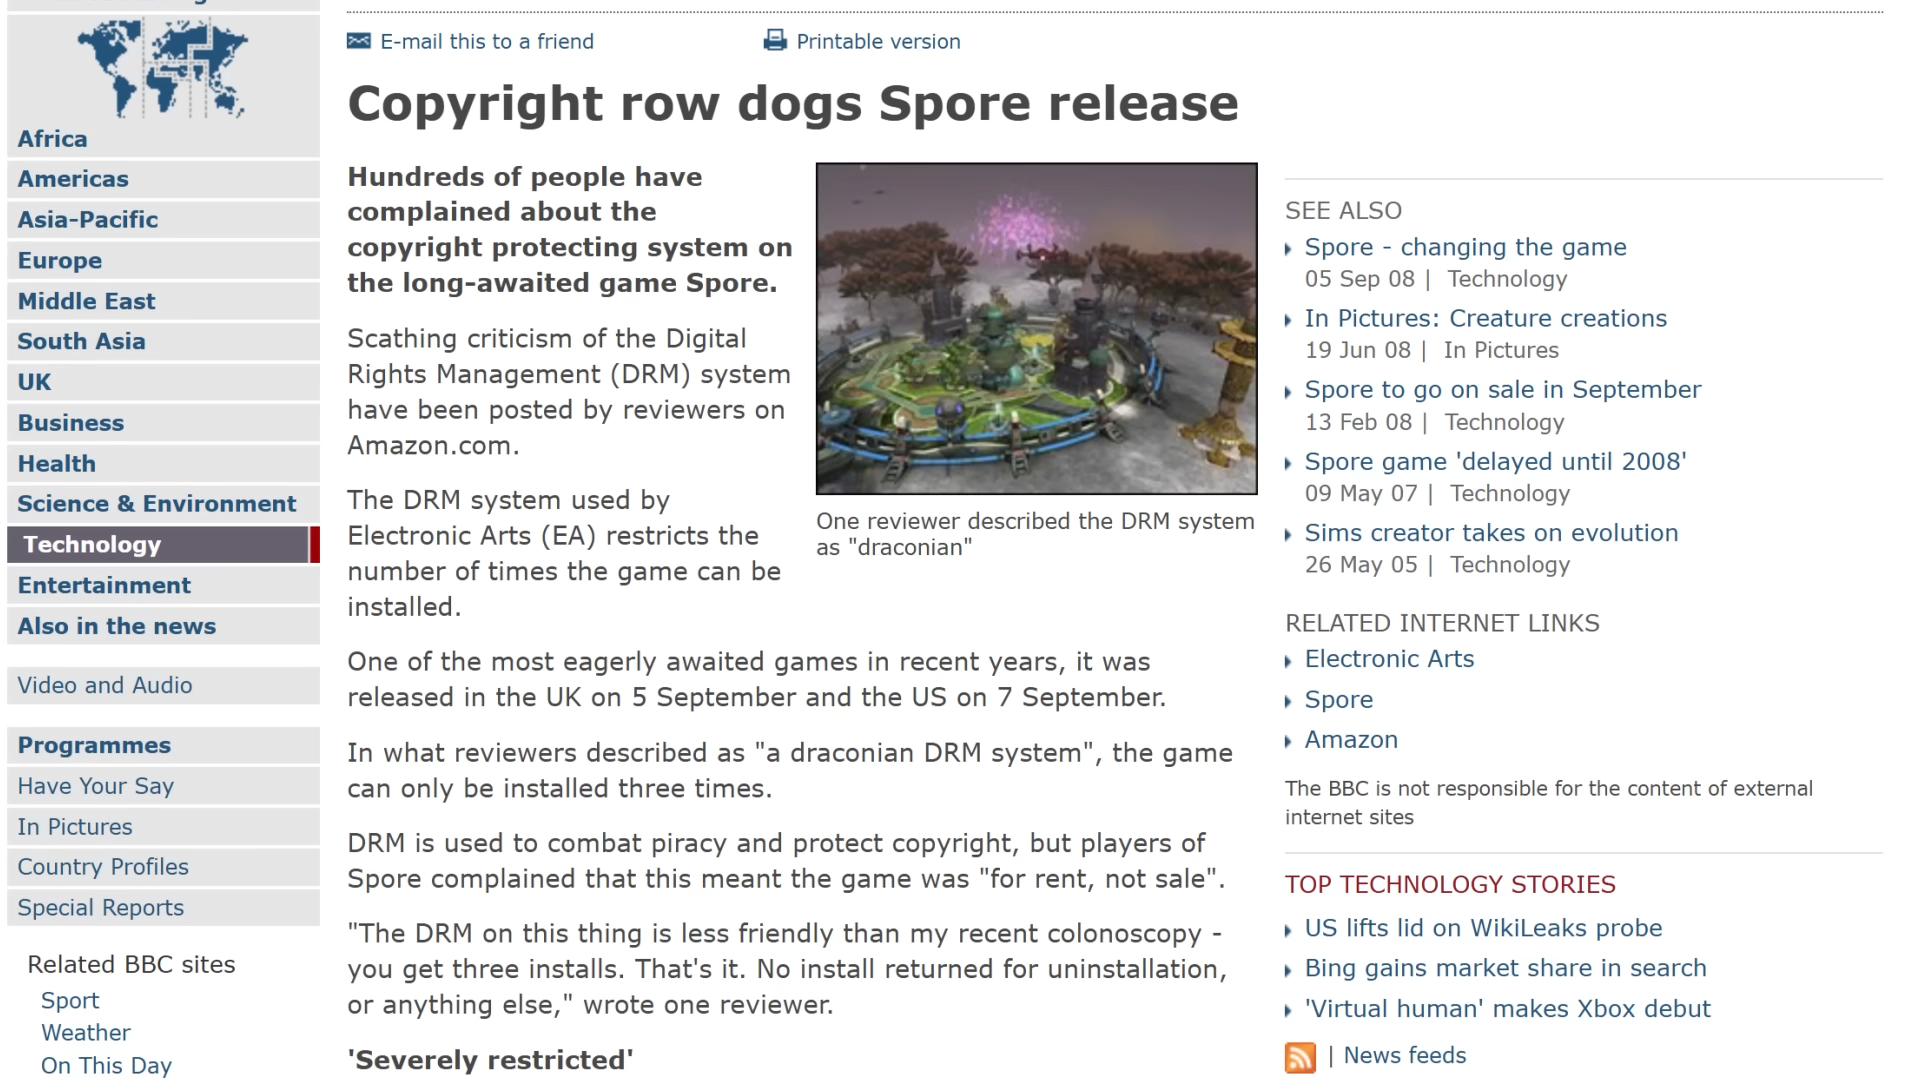 Africa
Americas
Asia-Pacific
Europe
Middle East
South Asia
UK
Business
Health
Science & Environment
Technology
Entertainment
Also in the news
Video and Audio
Programmes
Have Your Say
In Pictures
Country Profiles
Special Reports
Related BBC sites
Sport
Weather
On This Day
E-mail this to a friend
Printable version
Copyright row dogs Spore release
Hundreds of people have
complained about the
copyright protecting system on
the long-awaited game Spore.
Scathing criticism of the Digital
Rights Management (DRM) system
have been posted by reviewers on
Amazon.com.
The DRM system used by
Electronic Arts (EA) restricts the
number of times the game can be
installed.
One reviewer described the DRM system
as "draconian"
One of the most eagerly awaited games in recent years, it was
released in the UK on 5 September and the US on 7 September.
In what reviewers described as "a draconian DRM system", the game
can only be installed three times.
DRM is used to combat piracy and protect copyright, but players of
Spore complained that this meant the game was "for rent, not sale".
"The DRM on this thing is less friendly than my recent colonoscopy -
you get three installs. That's it. No install returned for uninstallation,
or anything else," wrote one reviewer.
'Severely restricted'
SEE ALSO
Spore - changing the game
05 Sep 08 | Technology
In Pictures: Creature creations
19 Jun 08 | In Pictures
Spore to go on sale in September
13 Feb 08 | Technology
Spore game 'delayed until 2008'
09 May 07 | Technology
Sims creator takes on evolution
26 May 05 | Technology
RELATED INTERNET LINKS
Electronic Arts
Spore
Amazon
The BBC is not responsible for the content of external
internet sites
TOP TECHNOLOGY STORIES
US lifts lid on WikiLeaks probe
Bing gains market share in search
'Virtual human' makes Xbox debut
| News feeds